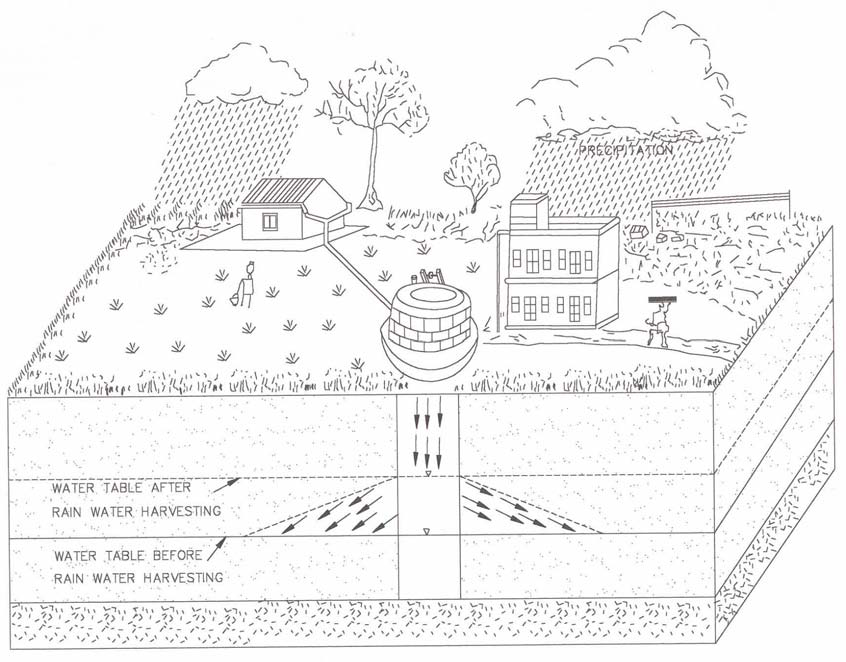 PRECIPITATION
WATER TABLE AFTER
RAIN WATER HARVESTING
WATER TABLE BEFORE
RAIN WATER HARVESTING